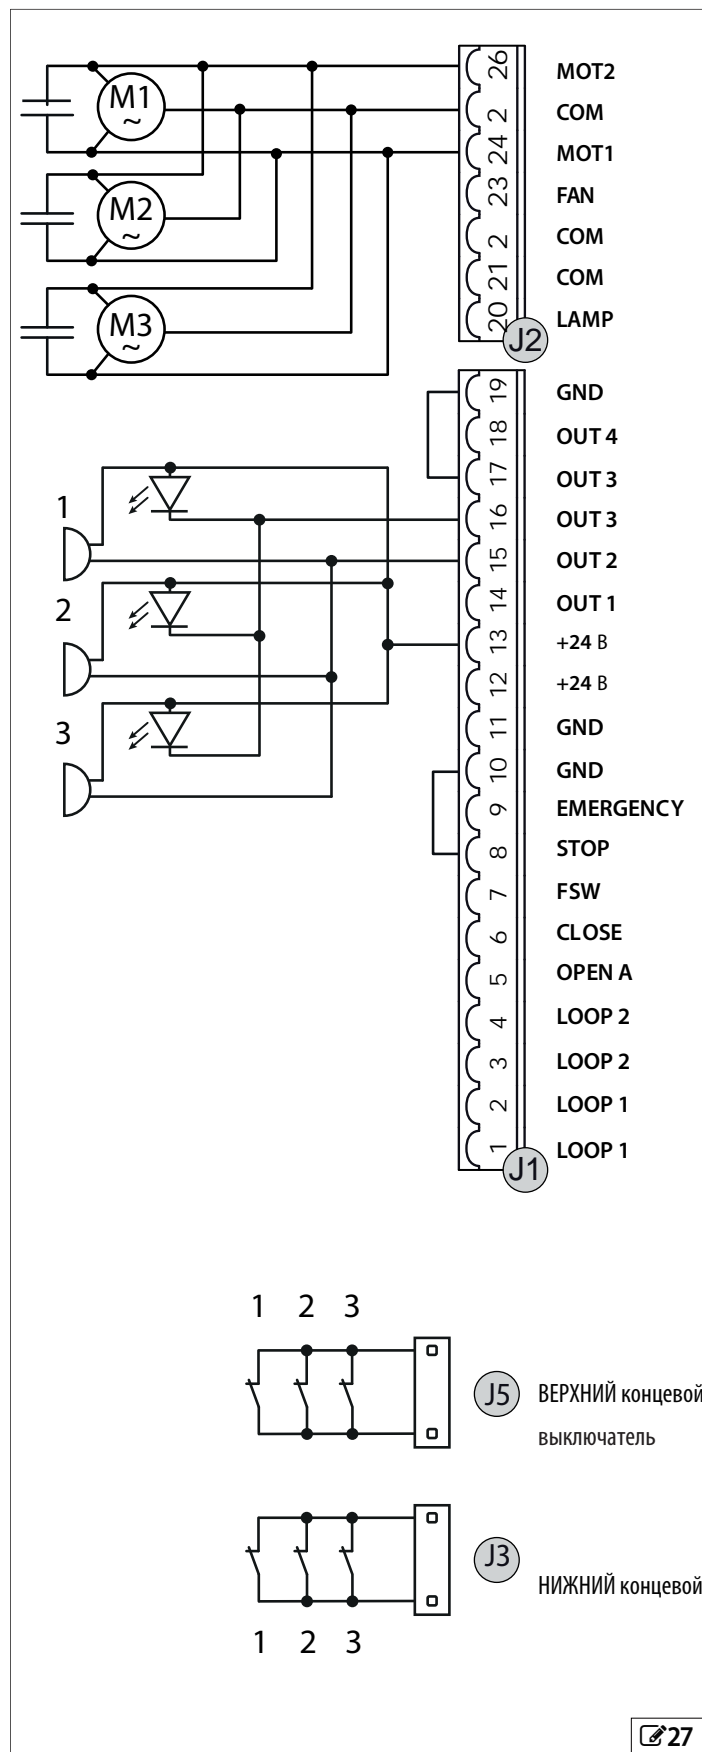 M1
~
M2
~
M3
~
26 MOT2
2 COM
24 MOT1
23 FAN
2 COM
21 COM
20 LAMP
J2
19 GND
18 OUT 4
17 OUT 3
16 OUT 3
15 OUT 2
14 OUT 1
13 +24 В
12 +24 В
11 GND
10 GND
9 EMERGENCY
8 STOP
7 FSW
6 CLOSE
5 OPEN A
4 LOOP 2
3 LOOP 2
2 LOOP 1
1 LOOP 1
J1
1
2
3
1 2 3
J5 ВЕРХНИЙ концевой
выключатель
J3
НИЖНИЙ концевой
1 2 3
27